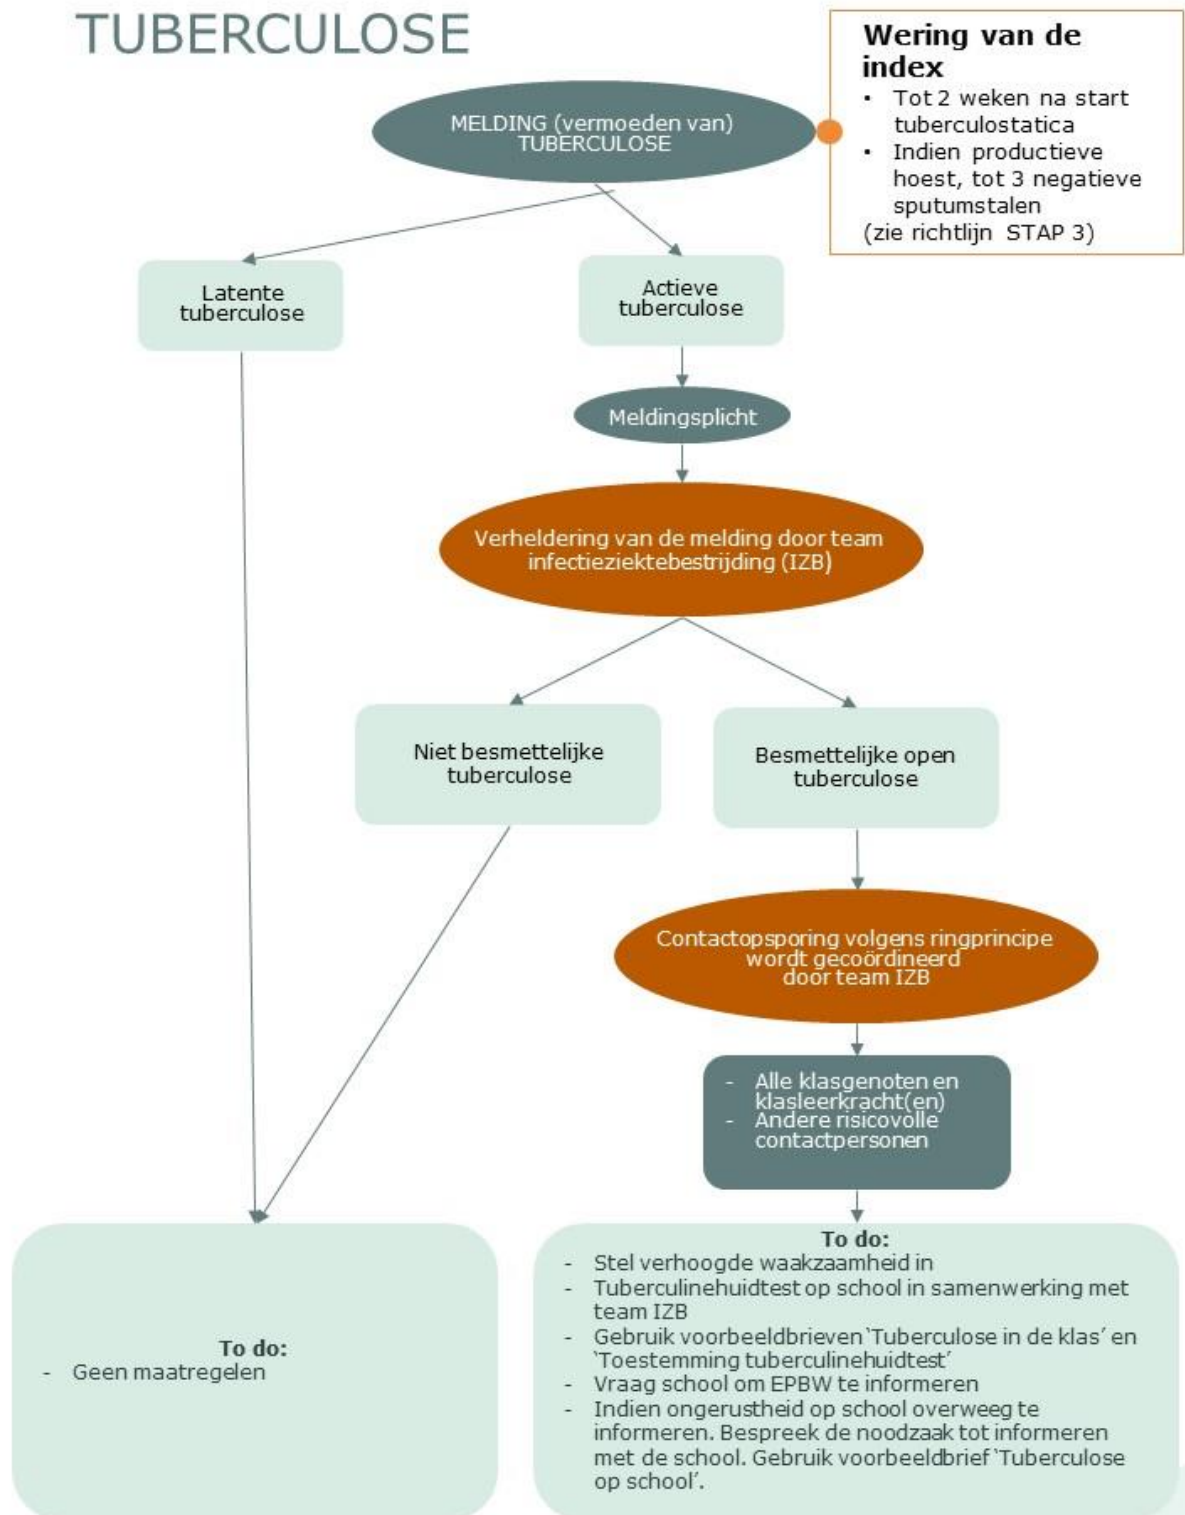 TUBERCULOSE
Wering van de
index
• Tot 2 weken na start
tuberculostatica
• Indien productieve
hoest, tot 3 negatieve
sputumstalen
(zie richtlijn STAP 3)
MELDING (vermoeden van)
TUBERCULOSE
Latente
tuberculose
Actieve
tuberculose
Meldingsplicht
Verheldering van de melding door team
infectieziektebestrijding (IZB)
Niet besmettelijke
tuberculose
Besmettelijke open
tuberculose
Contactopsporing volgens ringprincipe
wordt gecoördineerd
door team IZB
- Alle klasgenoten en
klasleerkracht(en)
- Andere risicovolle
contactpersonen
To do:
- Geen maatregelen
To do:
- Stel verhoogde waakzaamheid in
- Tuberculinehuidtest op school in samenwerking met
team IZB
- Gebruik voorbeeldbrieven ‘Tuberculose in de klas’ en
‘Toestemming tuberculinehuidtest’
- Vraag school om EPBW te informeren
- Indien ongerustheid op school overweeg te
informeren. Bespreek de noodzaak tot informeren
met de school. Gebruik voorbeeldbrief ‘Tuberculose
op school’.